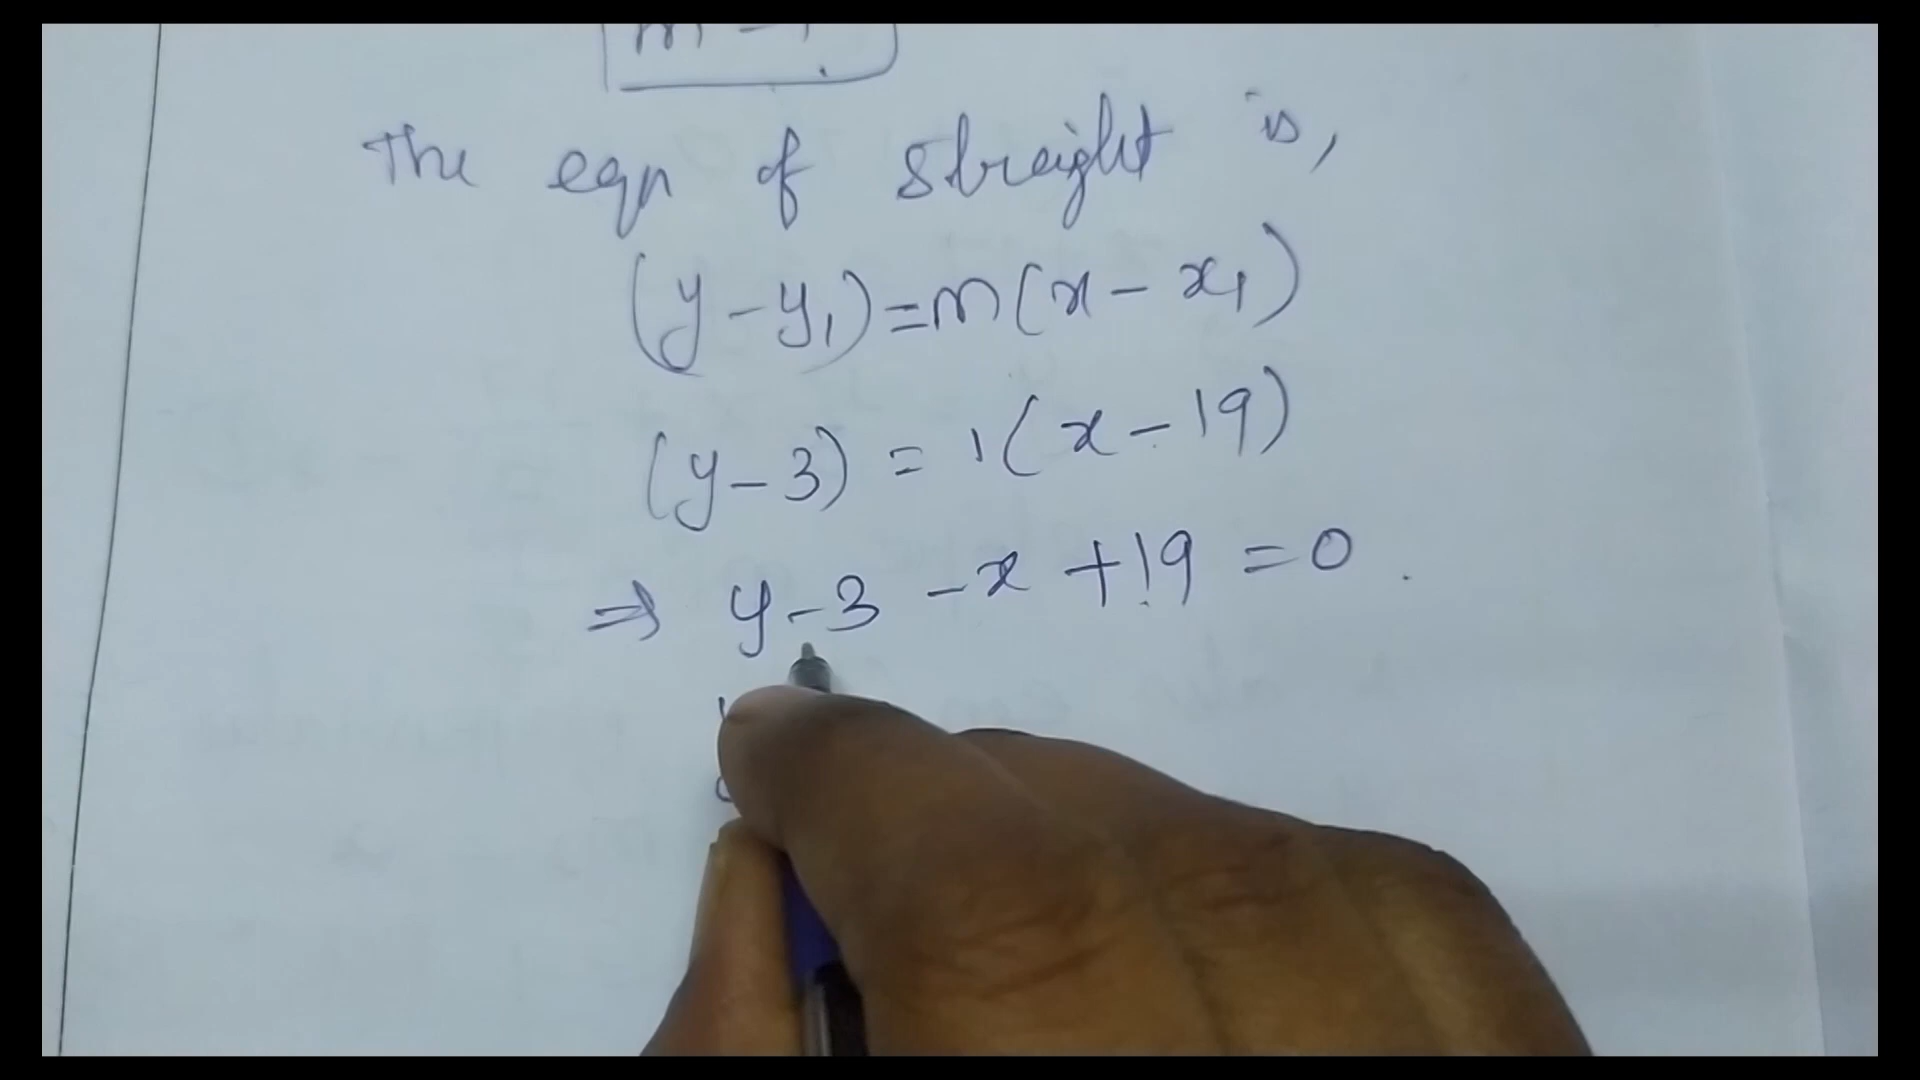 The eqn of straight is,
(y-y₁)=m(x-x₁)
(y-3) = 1(x-19)
⇒ y-3 -x +19 =0